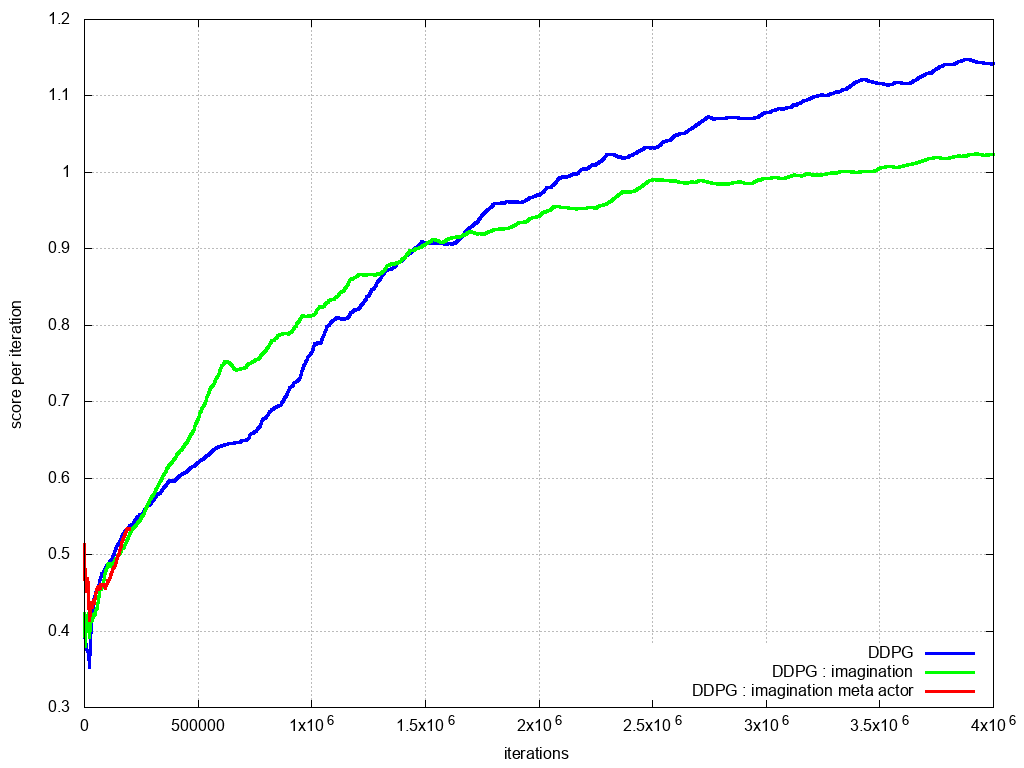 1.2
1.1
1
0.9
0.8
0.7
0.6
0.5
0.4
0.3
score per iteration
DDPG
DDPG : imagination
DDPG : imagination meta actor
0 500000 1x10^6 1.5x10^6 2x10^6 2.5x10^6 3x10^6 3.5x10^6 4x10^6
iterations